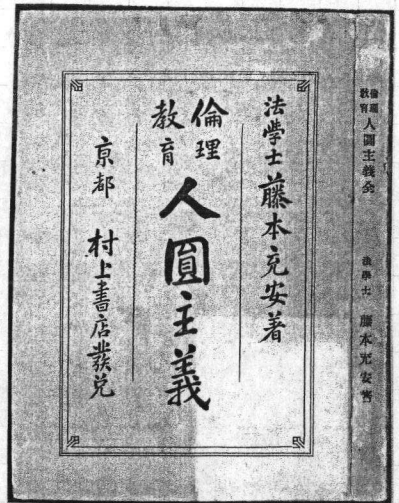 法學士 藤本充安著
倫理
教育
人圓主義
亰都 村上書店發兌
倫理
教育
人圓主義全
法學士 藤本充安著